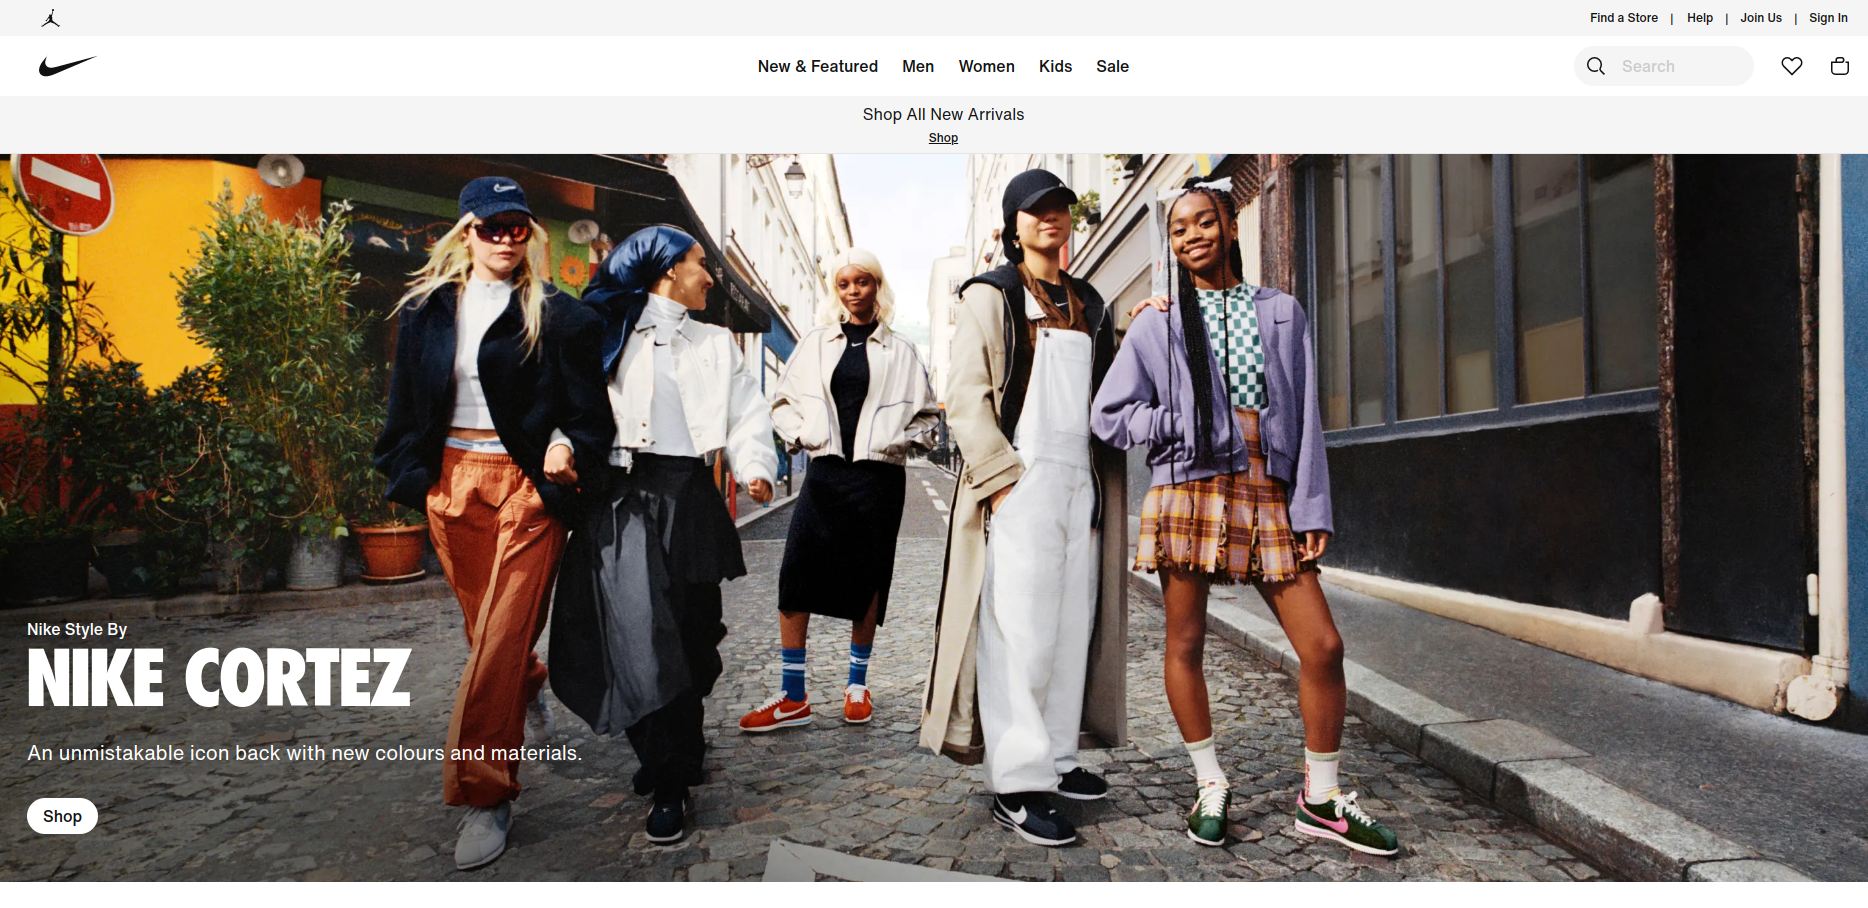 Find a Store | Help | Join Us | Sign In
New & Featured Men Women Kids Sale
Search
Shop All New Arrivals
Shop
Nike Style By
NIKE CORTEZ
An unmistakable icon back with new colours and materials.
Shop